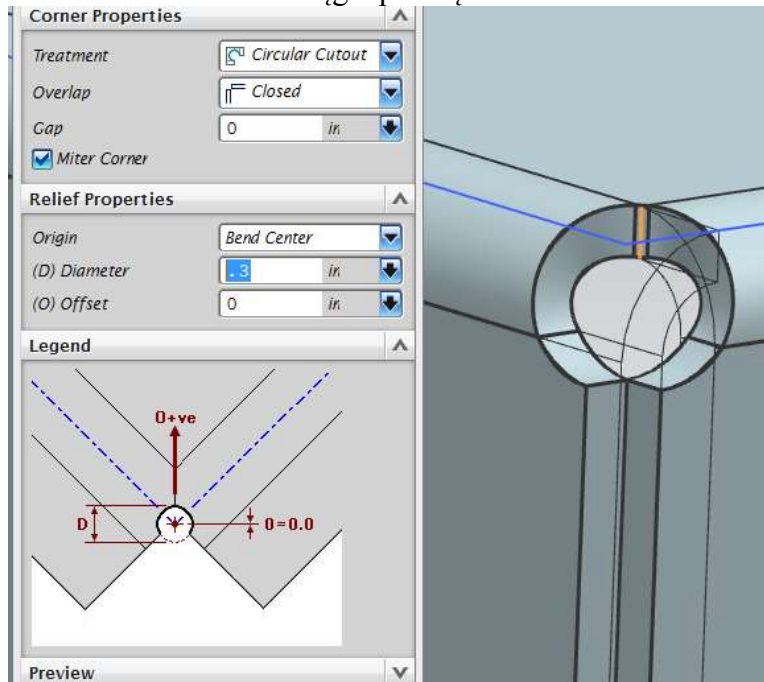 Corner Properties
Treatment Circular Cutout
Overlap Closed
Gap 0 in
Miter Corner
Relief Properties
Origin Bend Center
(D) Diameter .3 in
(O) Offset 0 in
Legend
O+ve
D O=0.0
Preview